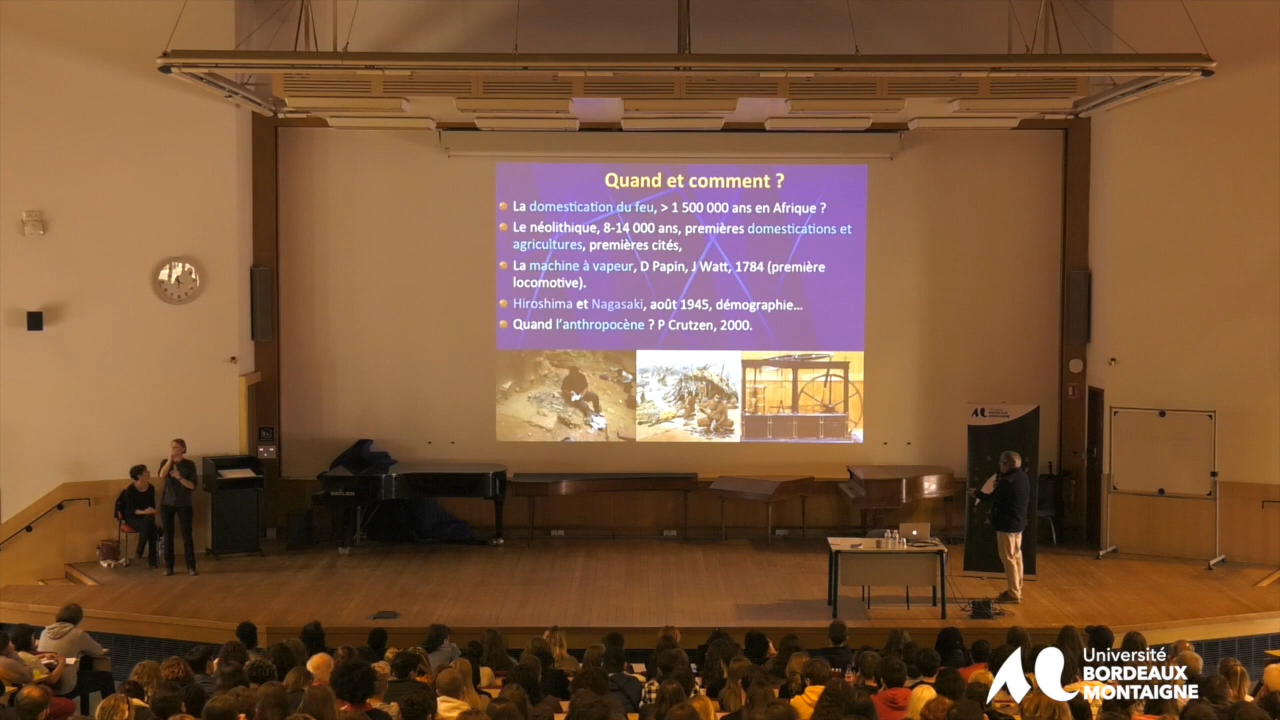 Quand et comment ?
La domestication du feu, > 1 500 000 ans en Afrique ?
Le néolithique, 8-14 000 ans, premières domestications et
agricultures, premières cités,
La machine à vapeur, D Papin, J Watt, 1784 (première
locomotive).
Hiroshima et Nagasaki, août 1945, démographie...
Quand l'anthropocène ? P Crutzen, 2000.
BORDEAUX
MONTAIGNE
Université
BORDEAUX
MONTAIGNE